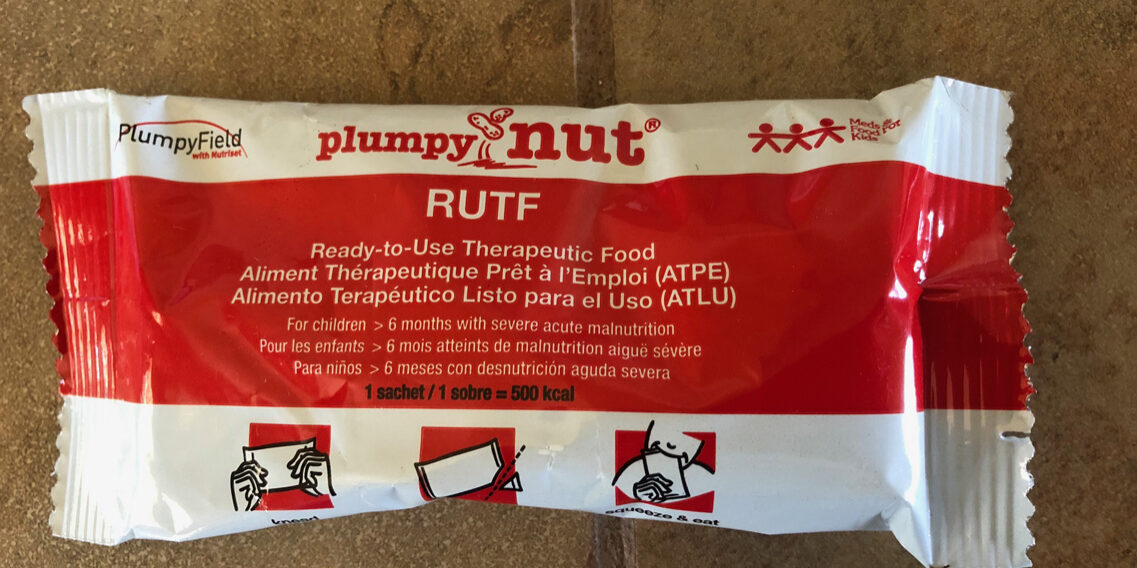 PlumpyField
with Nutriset
plumpy nut®
Meds &
Food For
Kids
RUTF
Ready-to-Use Therapeutic Food
Aliment Thérapeutique Prêt à l'Emploi (ATPE)
Alimento Terapéutico Listo para el Uso (ATLU)
For children > 6 months with severe acute malnutrition
Pour les enfants > 6 mois atteints de malnutrition aiguë sévère
Para niños > 6 meses con desnutrición aguda severa
1 sachet / 1 sobre = 500 kcal
knead
squeeze & eat